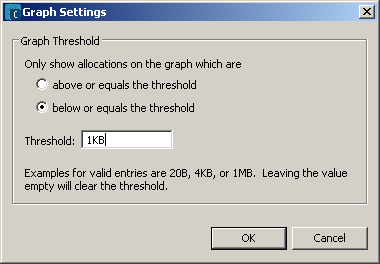 Graph Settings
Graph Threshold
Only show allocations on the graph which are
above or equals the threshold
below or equals the threshold
Threshold: 1KB
Examples for valid entries are 20B, 4KB, or 1MB. Leaving the value
empty will clear the threshold.
OK Cancel